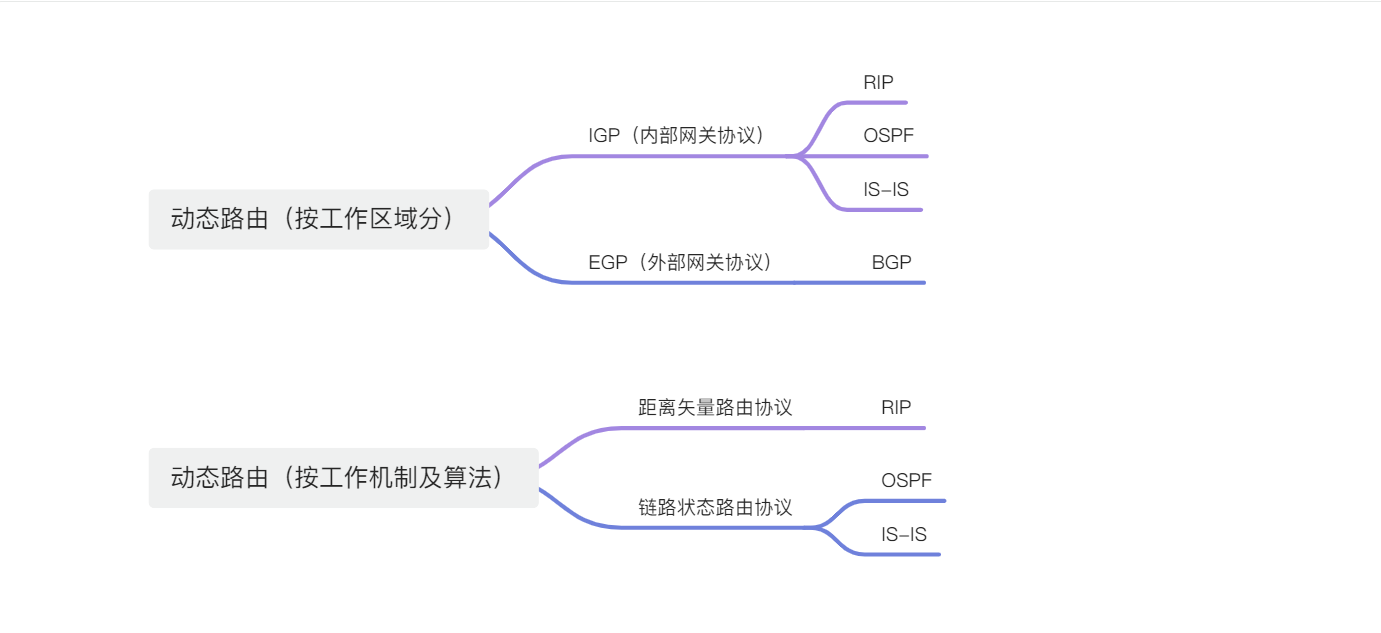 动态路由（按工作区域分）
IGP（内部网关协议）
RIP
OSPF
IS-IS
EGP（外部网关协议）
BGP
动态路由（按工作机制及算法）
距离矢量路由协议
RIP
链路状态路由协议
OSPF
IS-IS